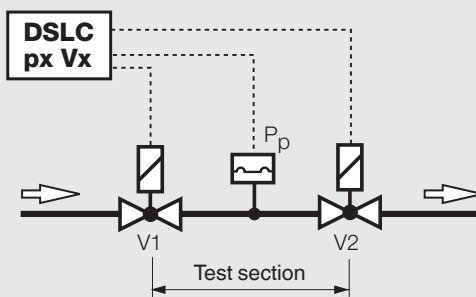 DSLC
px Vx
Pp
V1
V2
Test section